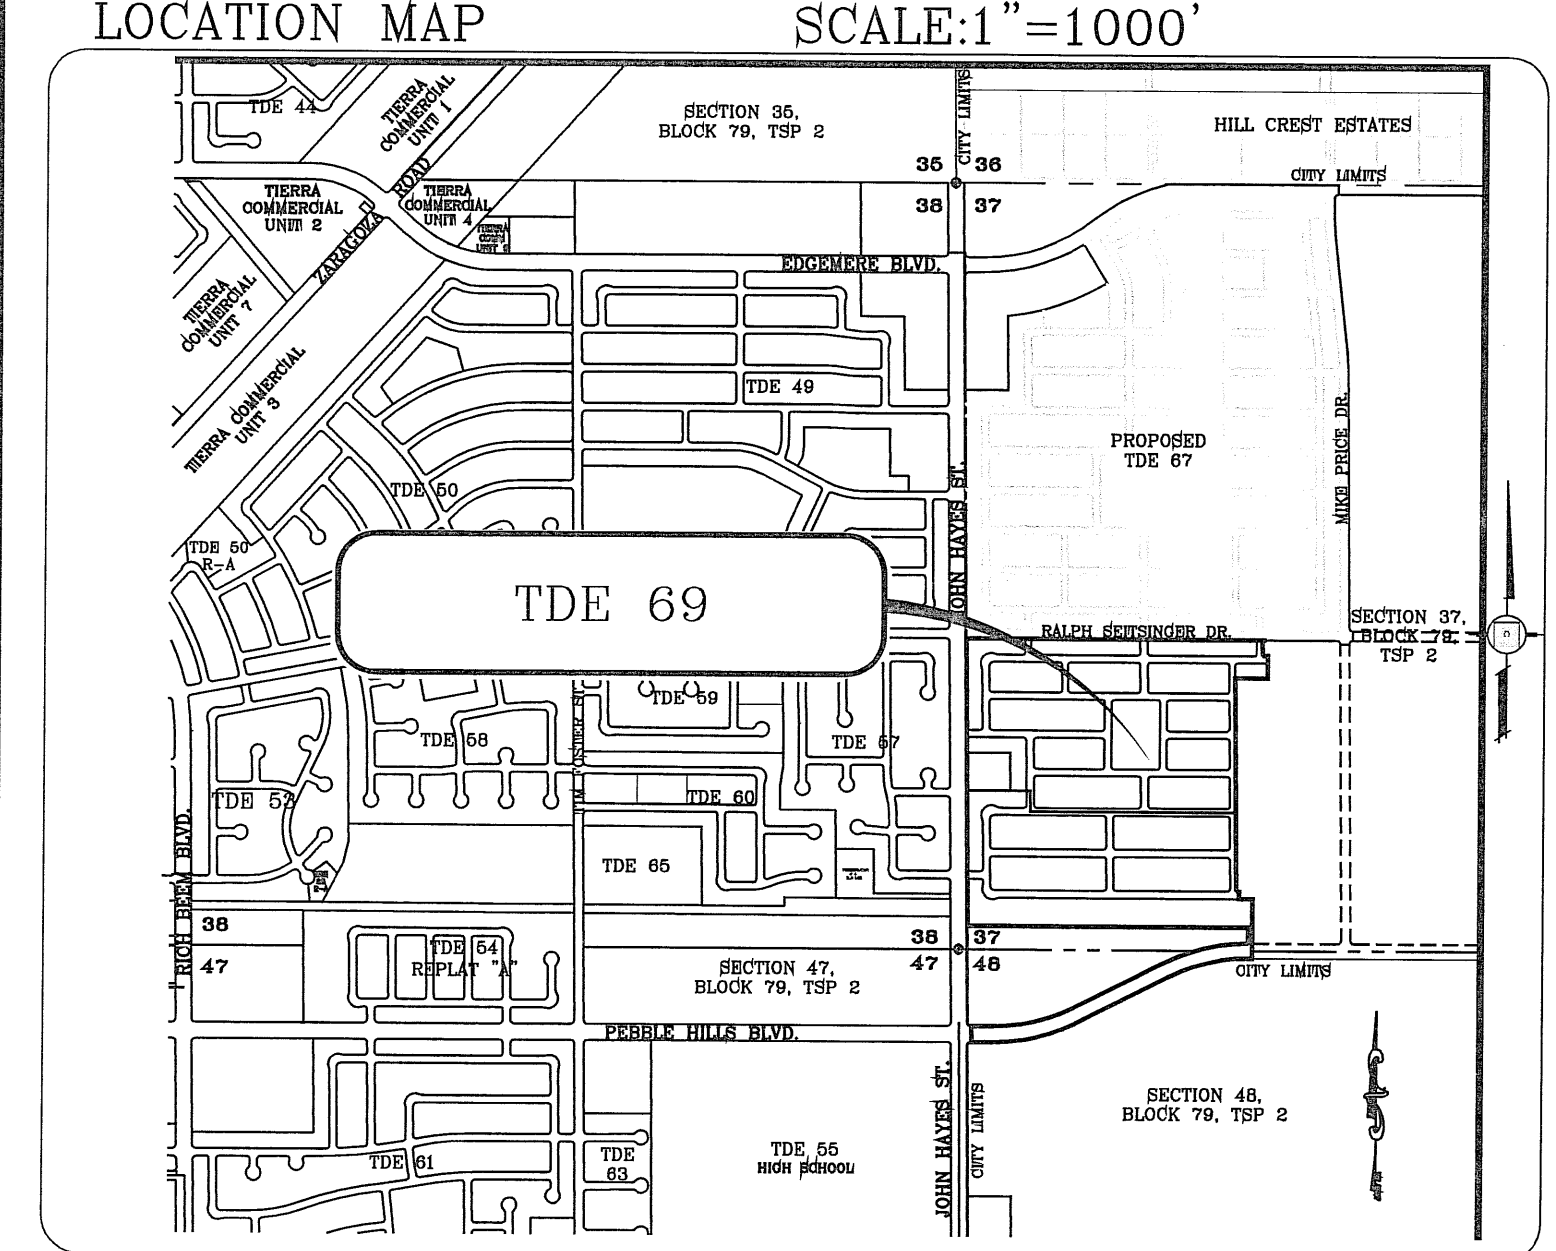 LOCATION MAP
SCALE:1"=1000'
TDE 44
TIERRA
COMMERCIAL
UNIT 1
SECTION 35,
BLOCK 79, TSP 2
CITY LIMITS
HILL CREST ESTATES
35
36
CITY LIMITS
38
37
ZARAGOZA ROAD
TIERRA
COMMERCIAL
UNIT 2
TIERRA
COMMERCIAL
UNIT 4
EDGEMERE BLVD.
TIERRA
COMMERCIAL
UNIT 7
TIERRA COMMERCIAL
UNIT 3
TDE 49
PROPOSED
TDE 67
MIKE PRICE DR.
TDE 50
JOHN HAYES ST.
TDE 50
R-A
TDE 69
RALPH SEITSINGER DR.
SECTION 37,
BLOCK 79,
TSP 2
TDE 59
TDE 58
TDE 57
TDE 53
TDE 60
RICH BEEM BLVD.
TDE 65
38
47
38
37
47
48
TDE 54
REPLAT "A"
SECTION 47,
BLOCK 79, TSP 2
CITY LIMITS
PEBBLE HILLS BLVD.
JOHN HAYES ST.
CITY LIMITS
SECTION 48,
BLOCK 79, TSP 2
TDE 61
TDE
63
TDE 55
HIGH SCHOOL